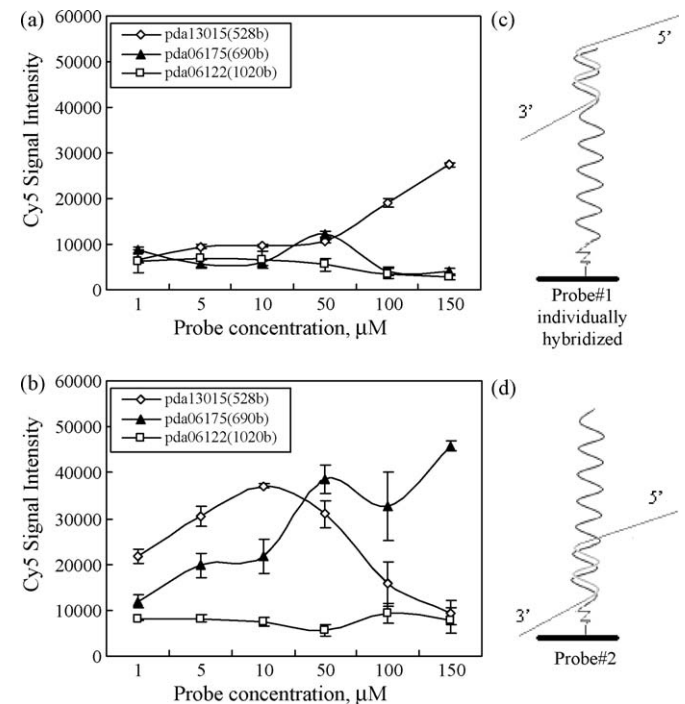 (a)
60000
50000
40000
30000
20000
10000
0
Cy5 Signal Intensity
pda13015(528b)
pda06175(690b)
pda06122(1020b)
1 5 10 50 100 150
Probe concentration, μM
(c)
5’
3’
Probe#1
individually
hybridized
(b)
60000
50000
40000
30000
20000
10000
0
Cy5 Signal Intensity
pda13015(528b)
pda06175(690b)
pda06122(1020b)
1 5 10 50 100 150
Probe concentration, μM
(d)
5’
3’
Probe#2